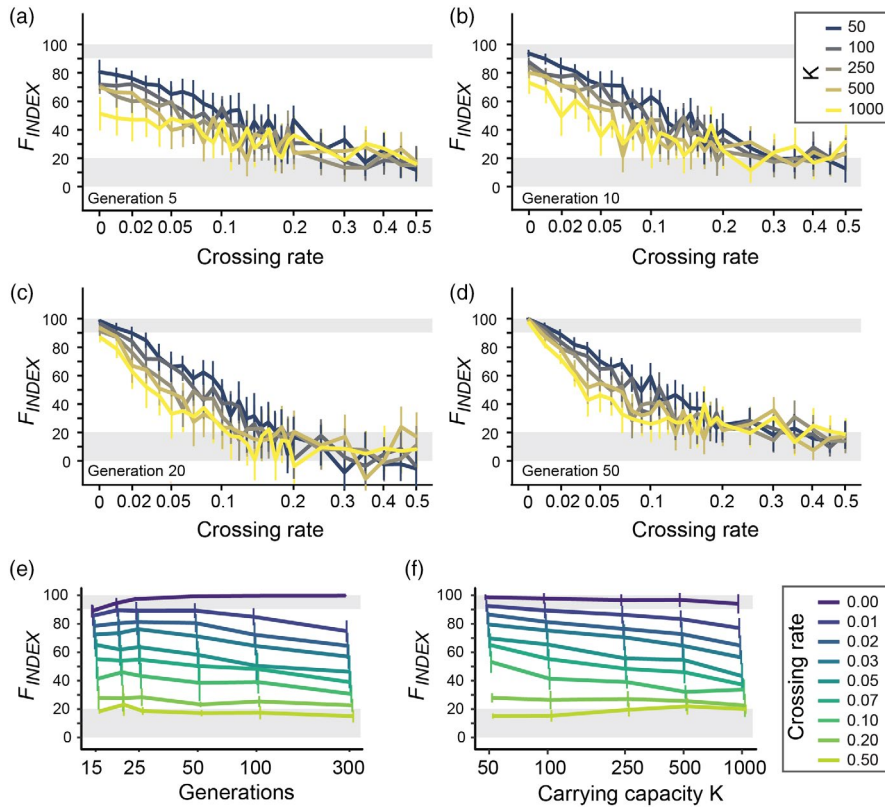 (a)
F_INDEX
100
80
60
40
20
0
Generation 5
0 0.02 0.05 0.1 0.2 0.3 0.4 0.5
Crossing rate
(b)
F_INDEX
100
80
60
40
20
0
Generation 10
0 0.02 0.05 0.1 0.2 0.3 0.4 0.5
Crossing rate
K
50
100
250
500
1000
(c)
F_INDEX
100
80
60
40
20
0
Generation 20
0 0.02 0.05 0.1 0.2 0.3 0.4 0.5
Crossing rate
(d)
F_INDEX
100
80
60
40
20
0
Generation 50
0 0.02 0.05 0.1 0.2 0.3 0.4 0.5
Crossing rate
(e)
F_INDEX
100
80
60
40
20
0
15 25 50 100 300
Generations
(f)
F_INDEX
100
80
60
40
20
0
50 100 250 500 1000
Carrying capacity K
Crossing rate
0.00
0.01
0.02
0.03
0.05
0.07
0.10
0.20
0.50